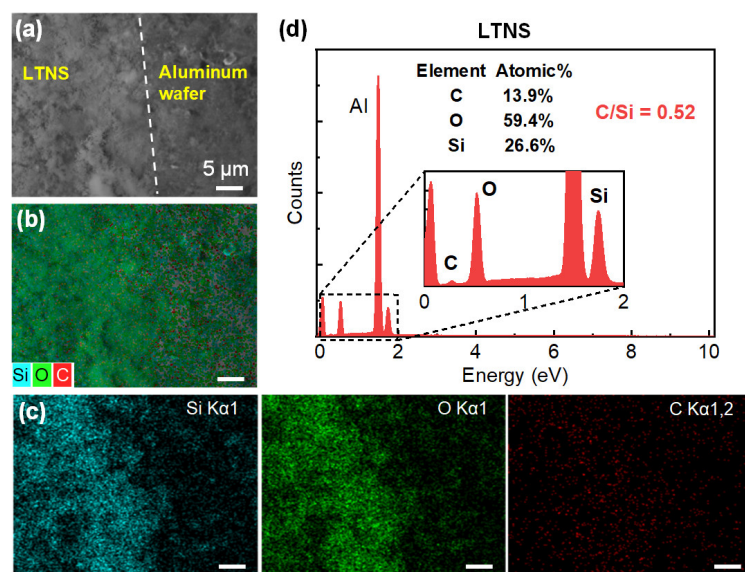 (a)
LTNS
Aluminum
wafer
5 μm
(b)
Si O C
(d)
LTNS
Element Atomic%
C 13.9%
O 59.4%
Si 26.6%
C/Si = 0.52
Al
O
Si
C
0 1 2
Counts
0 2 4 6 8 10
Energy (eV)
(c)
Si Kα1
O Kα1
C Kα1,2